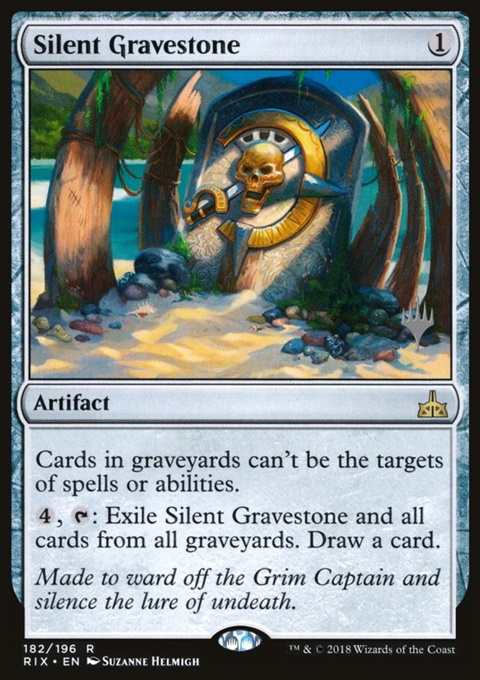 Silent Gravestone 1
Artifact
Cards in graveyards can't be the targets
of spells or abilities.
4, : Exile Silent Gravestone and all
cards from all graveyards. Draw a card.
Made to ward off the Grim Captain and
silence the lure of undeath.
182/196 R
RIX • EN Suzanne Helmigh
™ & © 2018 Wizards of the Coast